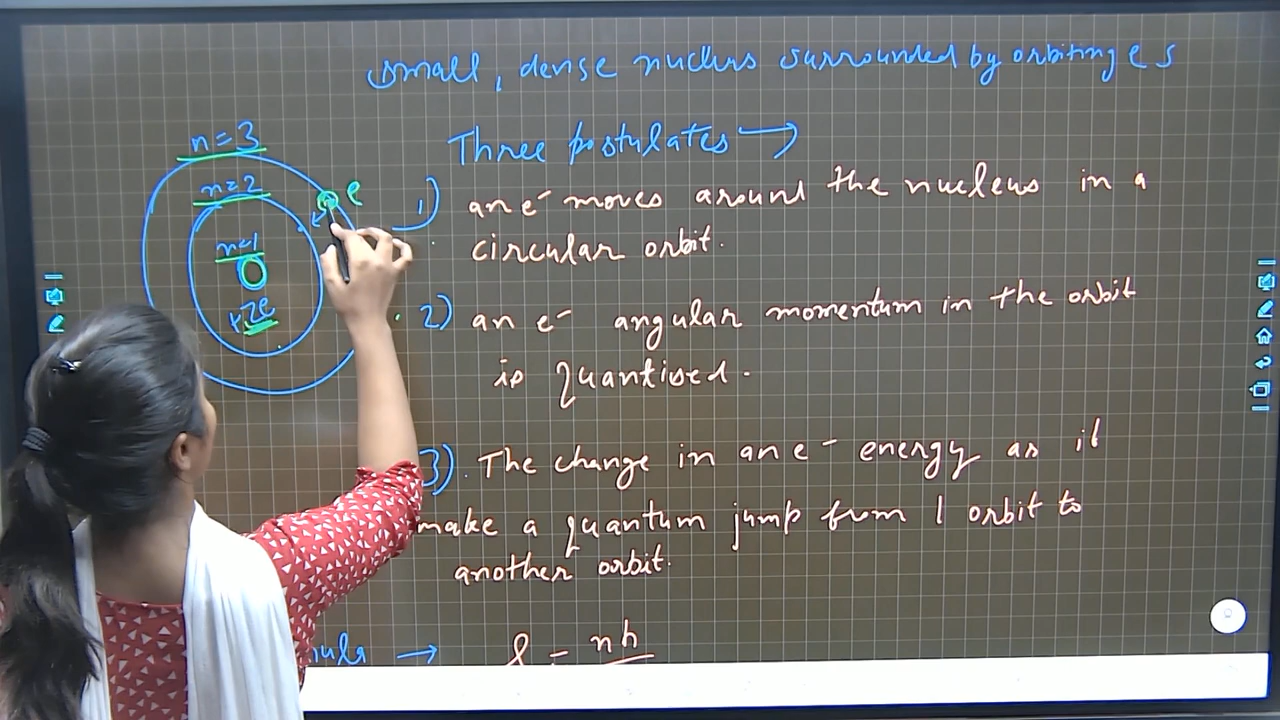 small, dense nucleus surrounded by orbiting e s
n=3
n=2
n=1
+Ze
e
Three postulates →
1) an e⁻ moves around the nucleus in a
circular orbit.
2) an e⁻ angular momentum in the orbit
is quantised.
3). The change in an e⁻ energy as it
make a quantum jump from 1 orbit to
another orbit.
→ = nh